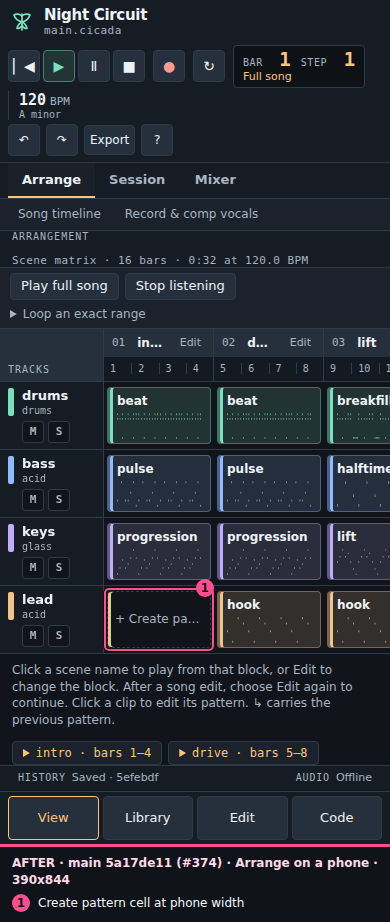 Night Circuit
main.cicada
BAR 1 STEP 1
Full song
120 BPM
A minor
Export ?
Arrange Session Mixer
Song timeline Record & comp vocals
ARRANGEMENT
Scene matrix · 16 bars · 0:32 at 120.0 BPM
Play full song Stop listening
Loop an exact range
01 in... Edit 02 d... Edit 03 lift
TRACKS 1 2 3 4 5 6 7 8 9 10
drums beat beat breakfill
drums
M S
bass pulse pulse halftime
acid
M S
keys progression progression lift
glass
M S
1
lead + Create pa... hook hook
acid
M S
Click a scene name to play from that block, or Edit to
change the block. After a song edit, choose Edit again to
continue. Click a clip to edit its pattern. ↳ carries the
previous pattern.
intro · bars 1–4 drive · bars 5–8
HISTORY Saved · 5efebdf AUDIO Offline
View Library Edit Code
AFTER · main 5a17de11 (#374) · Arrange on a phone ·
390x844
1 Create pattern cell at phone width